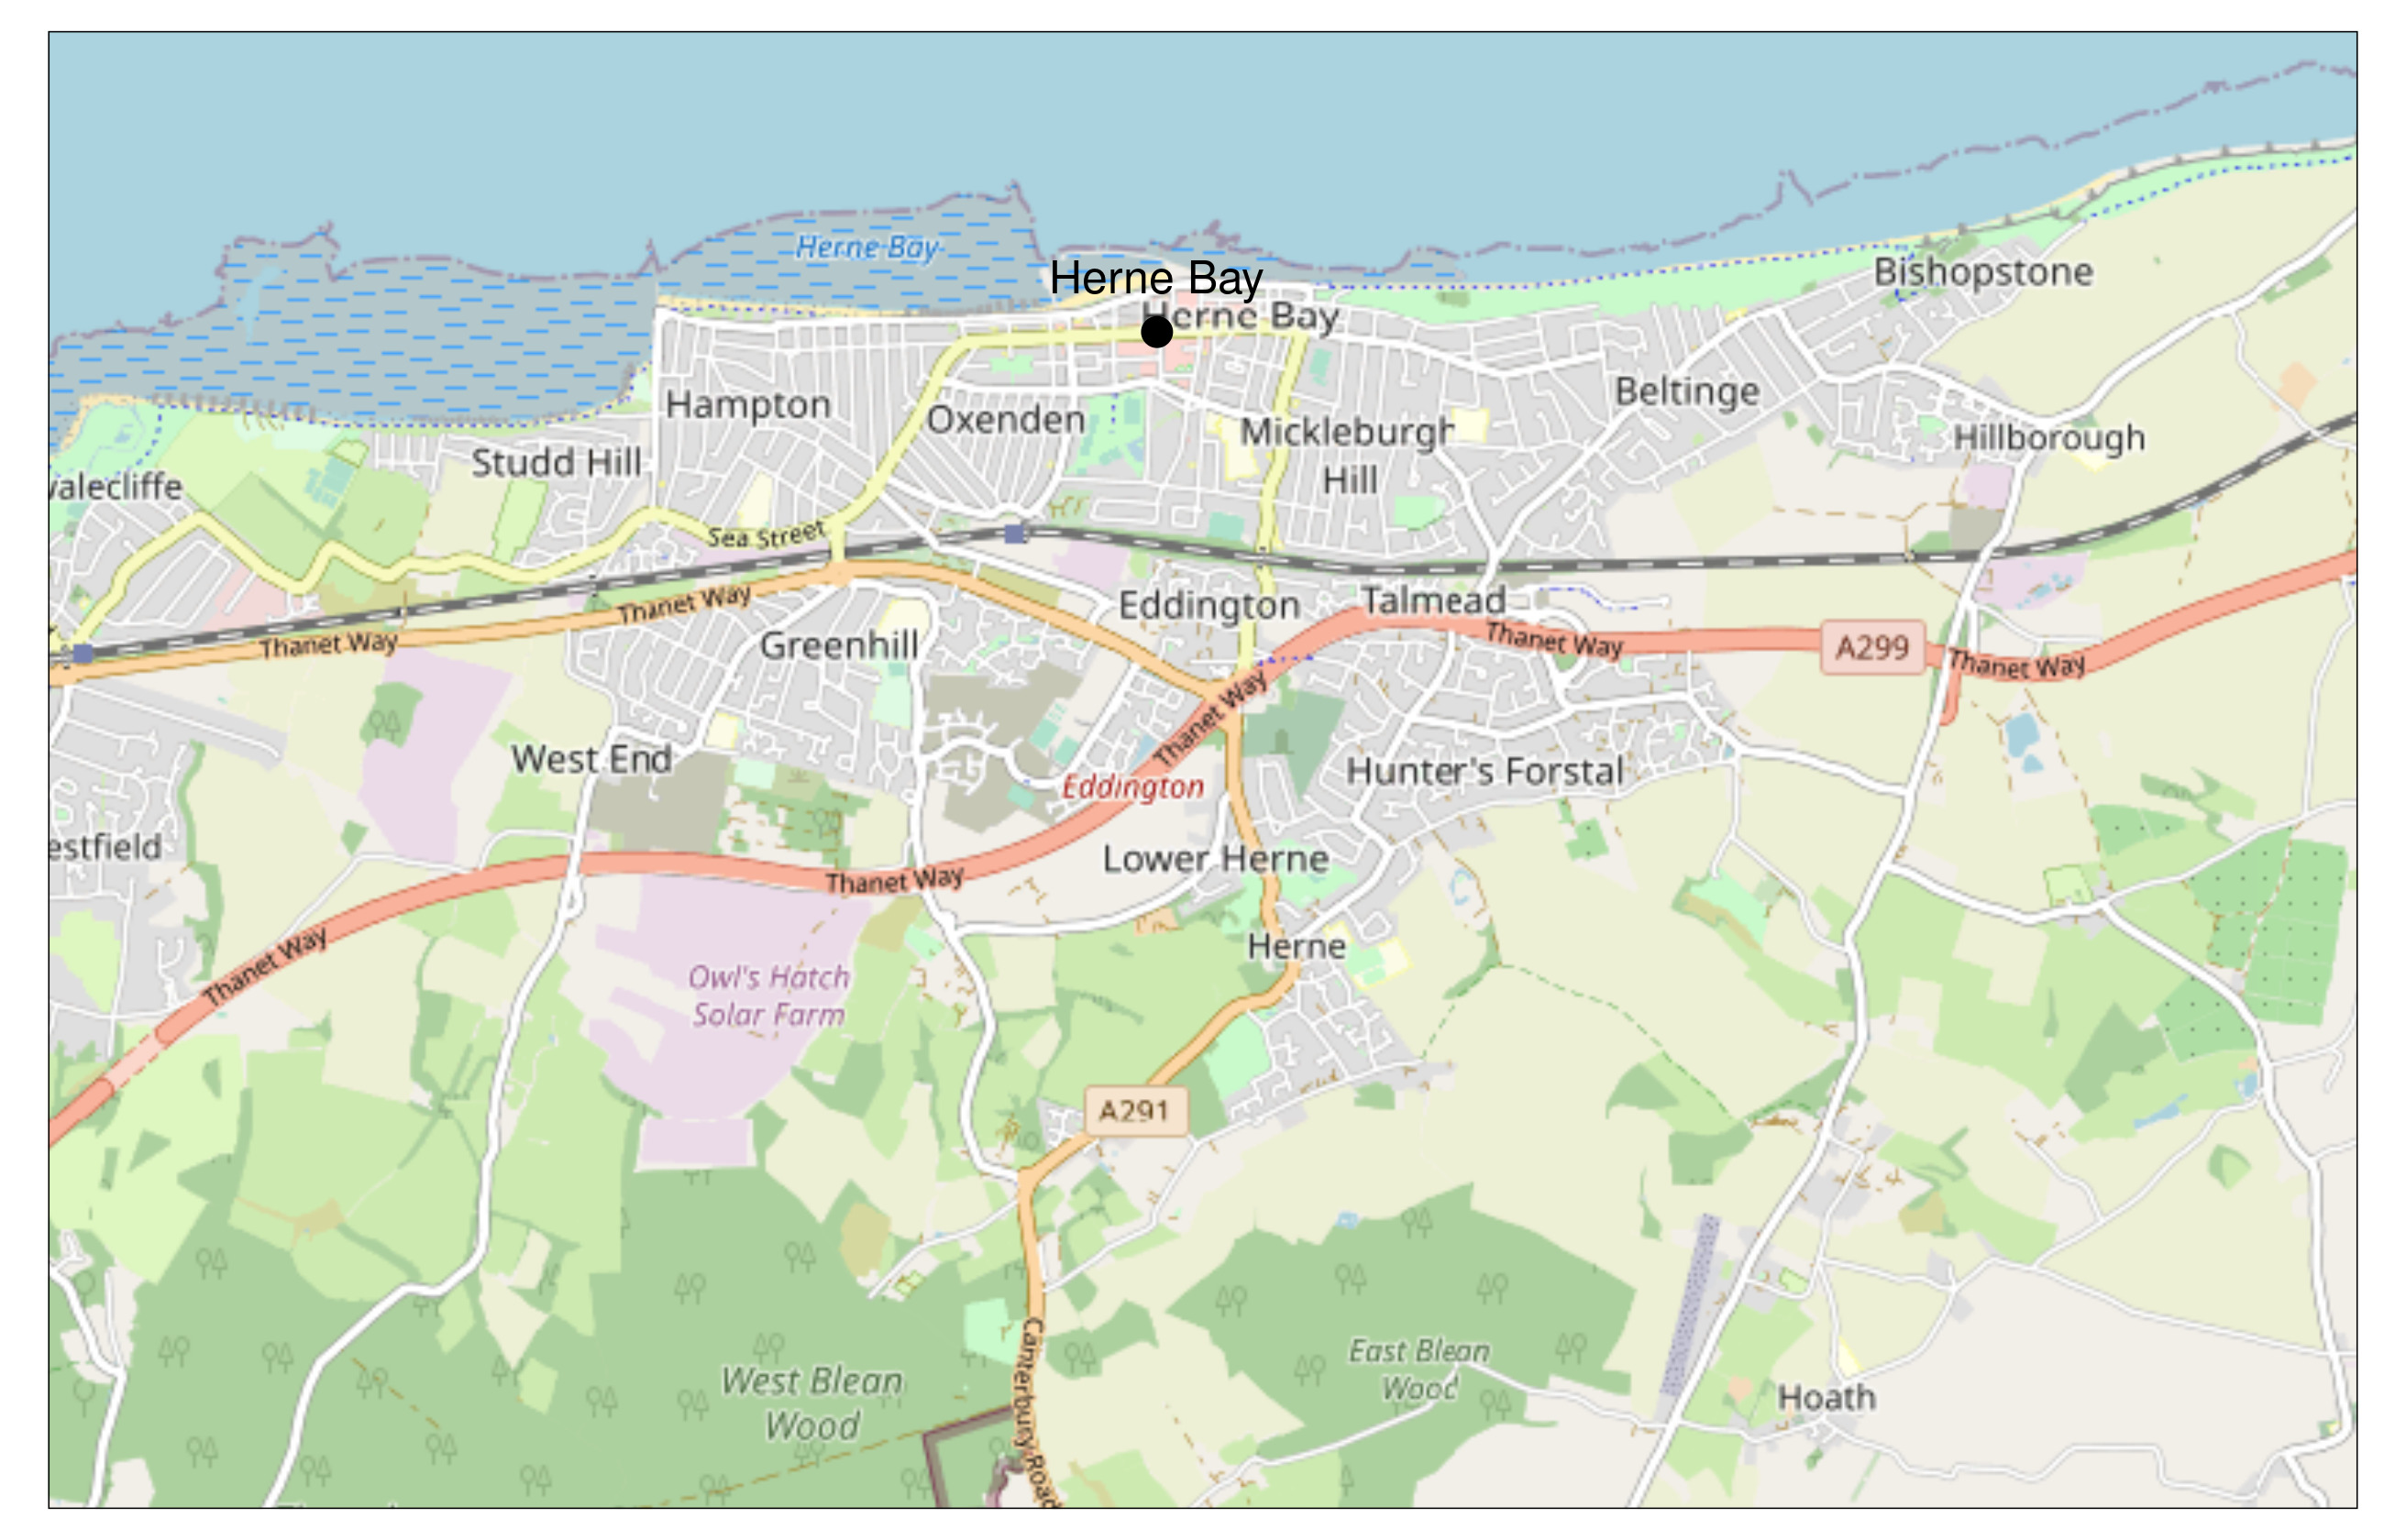 Herne Bay
Herne Bay
Herne Bay
Bishopstone
Beltinge
Hampton
Oxenden
Mickleburgh
Hill
Hillborough
Studd Hill
valecliffe
Sea Street
Thanet Way
Thanet Way
Eddington
Talmead
Thanet Way
A299
Thanet Way
Greenhill
Thanet Way
West End
Eddington
Hunter's Forstal
estfield
Lower Herne
Thanet Way
Thanet Way
Herne
Owl's Hatch
Solar Farm
A291
West Blean
Wood
East Blean
Wood
Canterbury Road
Hoath